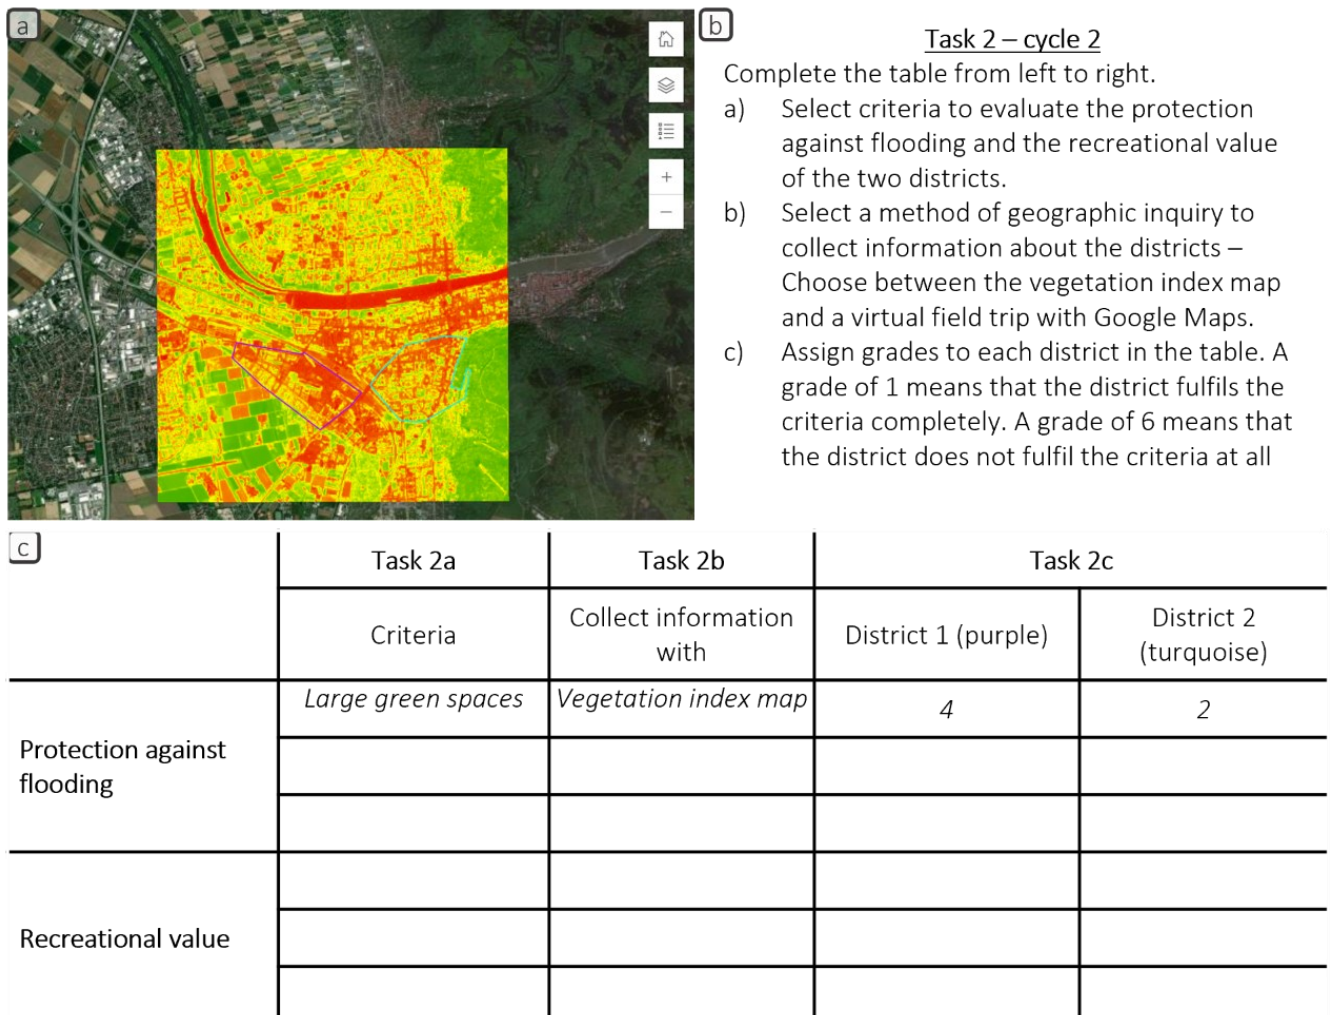 a
+
−
b
Task 2 – cycle 2
Complete the table from left to right.
a) Select criteria to evaluate the protection
against flooding and the recreational value
of the two districts.
b) Select a method of geographic inquiry to
collect information about the districts –
Choose between the vegetation index map
and a virtual field trip with Google Maps.
c) Assign grades to each district in the table. A
grade of 1 means that the district fulfils the
criteria completely. A grade of 6 means that
the district does not fulfil the criteria at all
c
Task 2a Task 2b Task 2c
Criteria
Collect information
with
District 1 (purple)
District 2
(turquoise)
Large green spaces Vegetation index map 4 2
Protection against
flooding
Recreational value